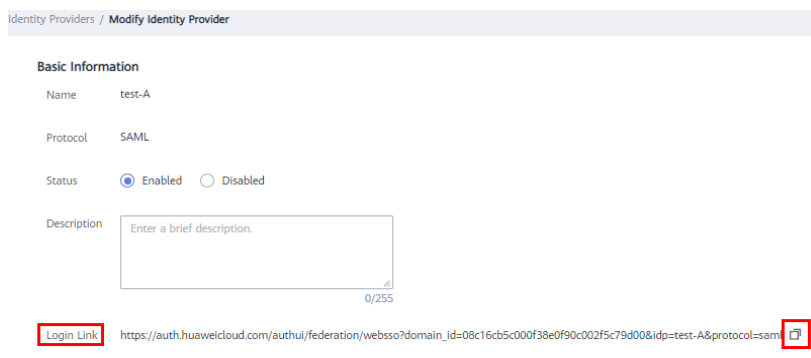 Identity Providers / Modify Identity Provider
Basic Information
Name test-A
Protocol SAML
Status Enabled Disabled
Description Enter a brief description.
0/255
Login Link https://auth.huaweicloud.com/authui/federation/websso?domain_id=08c16cb5c000f38e0f90c002f5c79d00&idp=test-A&protocol=saml